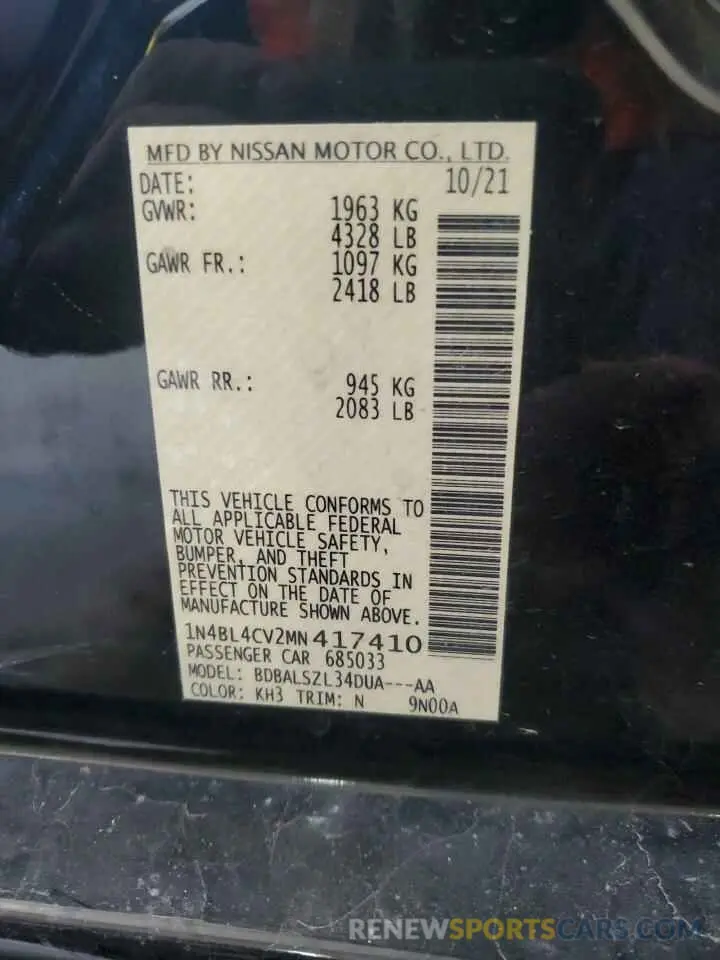 MFD BY NISSAN MOTOR CO., LTD.
DATE: 10/21
GVWR: 1963 KG
4328 LB
GAWR FR.: 1097 KG
2418 LB
GAWR RR.: 945 KG
2083 LB
THIS VEHICLE CONFORMS TO
ALL APPLICABLE FEDERAL
MOTOR VEHICLE SAFETY,
BUMPER, AND THEFT
PREVENTION STANDARDS IN
EFFECT ON THE DATE OF
MANUFACTURE SHOWN ABOVE.
1N4BL4CV2MN417410
PASSENGER CAR 685033
MODEL: BDBALSZL34DUA---AA
COLOR: KH3 TRIM: N 9N00A
RENEWSPORTSCARS.COM